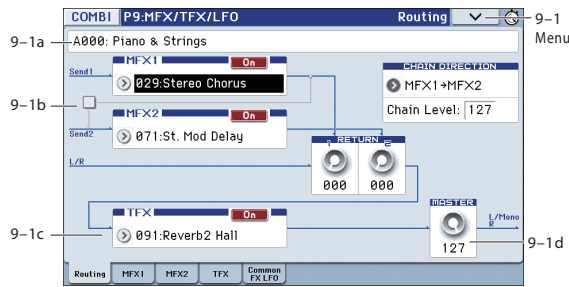 COMBI P9:MFX/TFX/LFO Routing
9–1
Menu
9–1a
A000: Piano & Strings
MFX1 On
Send1
029:Stereo Chorus
CHAIN DIRECTION
MFX1→MFX2
Chain Level: 127
9–1b
MFX2 On
Send2
071:St. Mod Delay
L/R
RETURN
1 2
000 000
9–1c
TFX On
091:Reverb2 Hall
MASTER
127
L/Mono
R
9–1d
Routing MFX1 MFX2 TFX Common
FX LFO